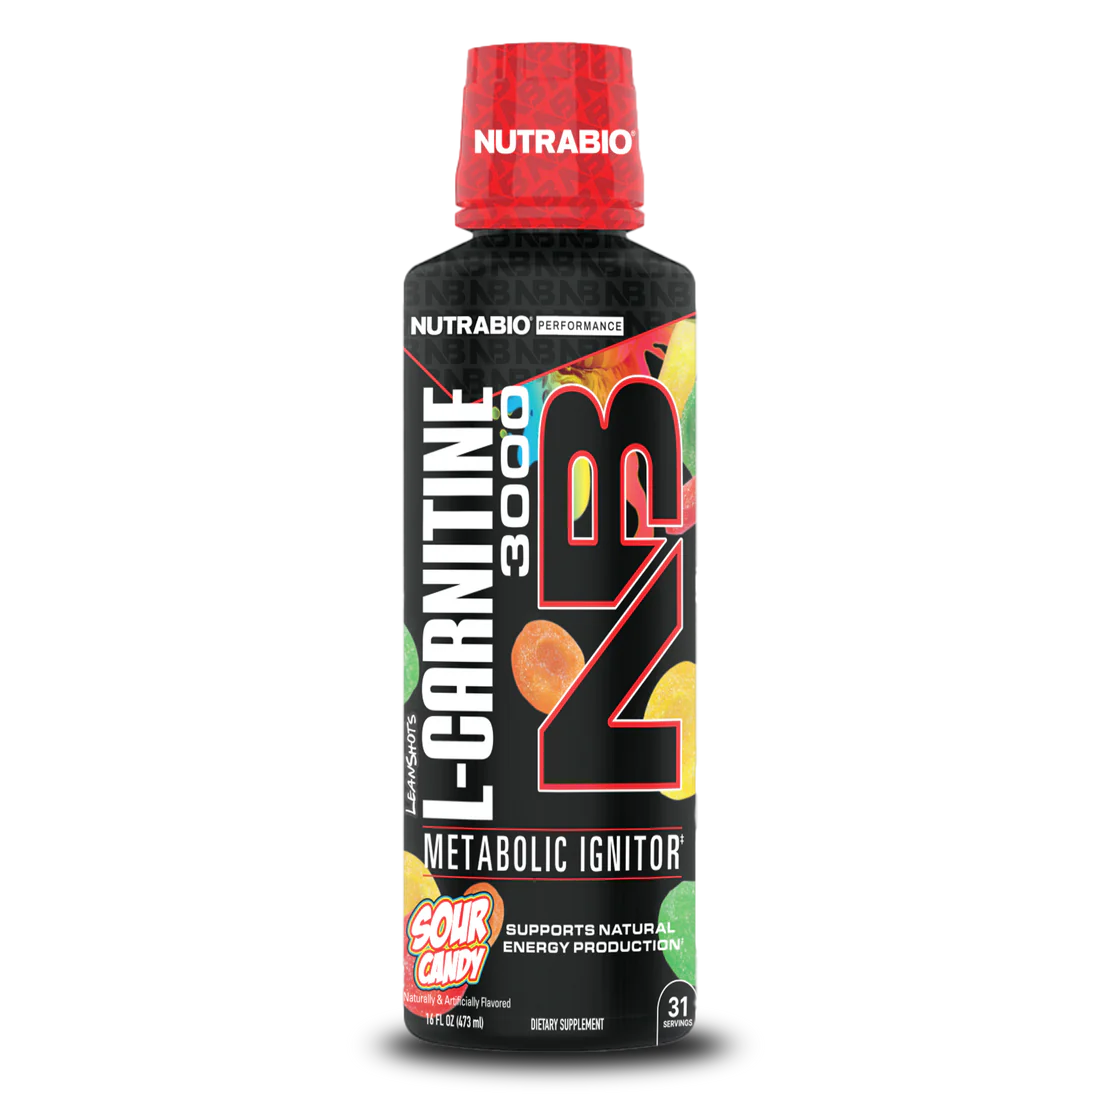 NUTRABIO®
NUTRABIO® PERFORMANCE
L-CARNITINE
3000
NB
LEANSHOTS
METABOLIC IGNITOR‡
SOUR
CANDY
SUPPORTS NATURAL
ENERGY PRODUCTION‡
Naturally & Artificially Flavored
16 FL OZ (473 ml)
DIETARY SUPPLEMENT
31
SERVINGS